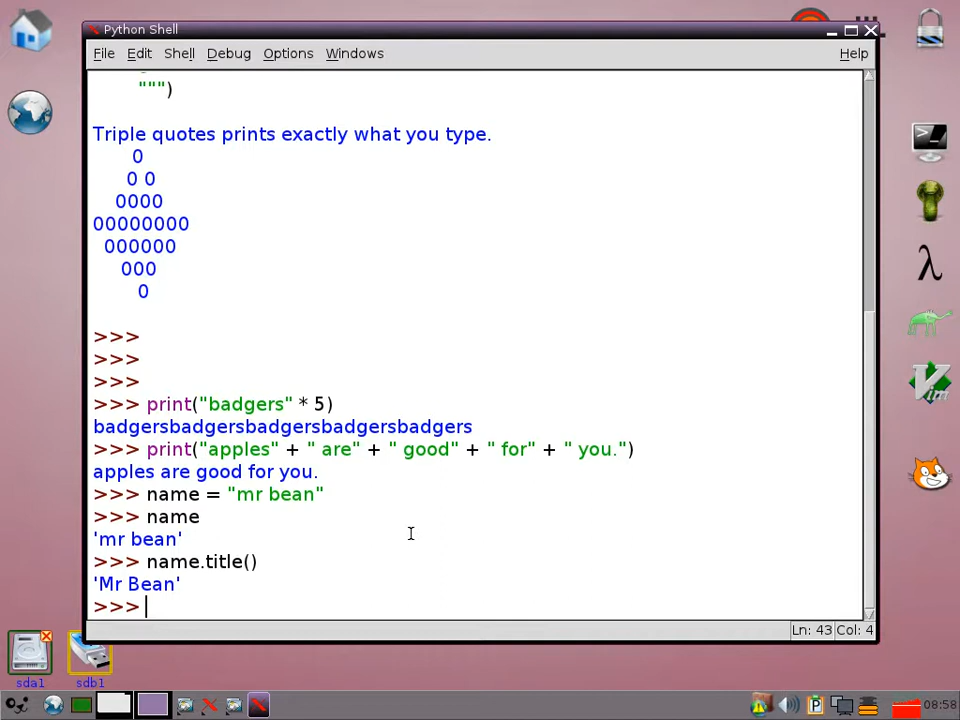 Python Shell
File Edit Shell Debug Options Windows Help
""")
Triple quotes prints exactly what you type.
0
0 0
0000
00000000
000000
000
0
>>>
>>>
>>>
>>> print("badgers" * 5)
badgersbadgersbadgersbadgersbadgers
>>> print("apples" + " are" + " good" + " for" + " you.")
apples are good for you.
>>> name = "mr bean"
>>> name
'mr bean'
>>> name.title()
'Mr Bean'
>>>
Ln: 43 Col: 4
>_
λ
Vim
sda1 sdb1
P
08:58